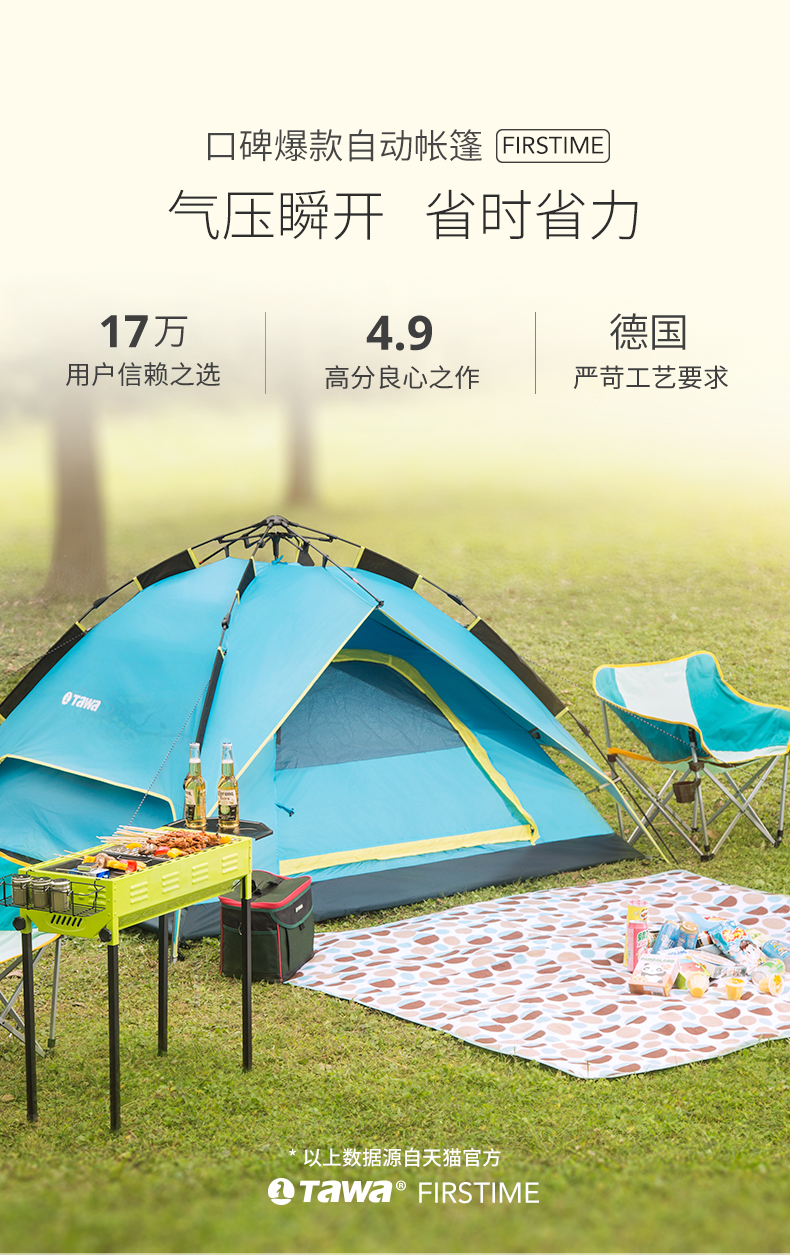 口碑爆款自动帐篷 FIRSTIME
气压瞬开 省时省力
17万 4.9 德国
用户信赖之选 高分良心之作 严苛工艺要求
TAWA
* 以上数据源自天猫官方
TAWA® FIRSTIME